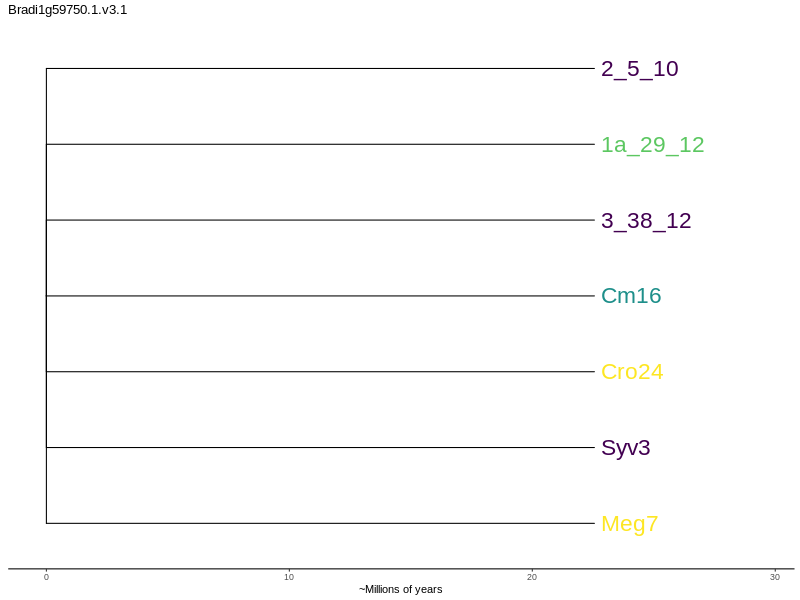 Bradi1g59750.1.v3.1
2_5_10
1a_29_12
3_38_12
Cm16
Cro24
Syv3
Meg7
0 10 20 30
~Millions of years